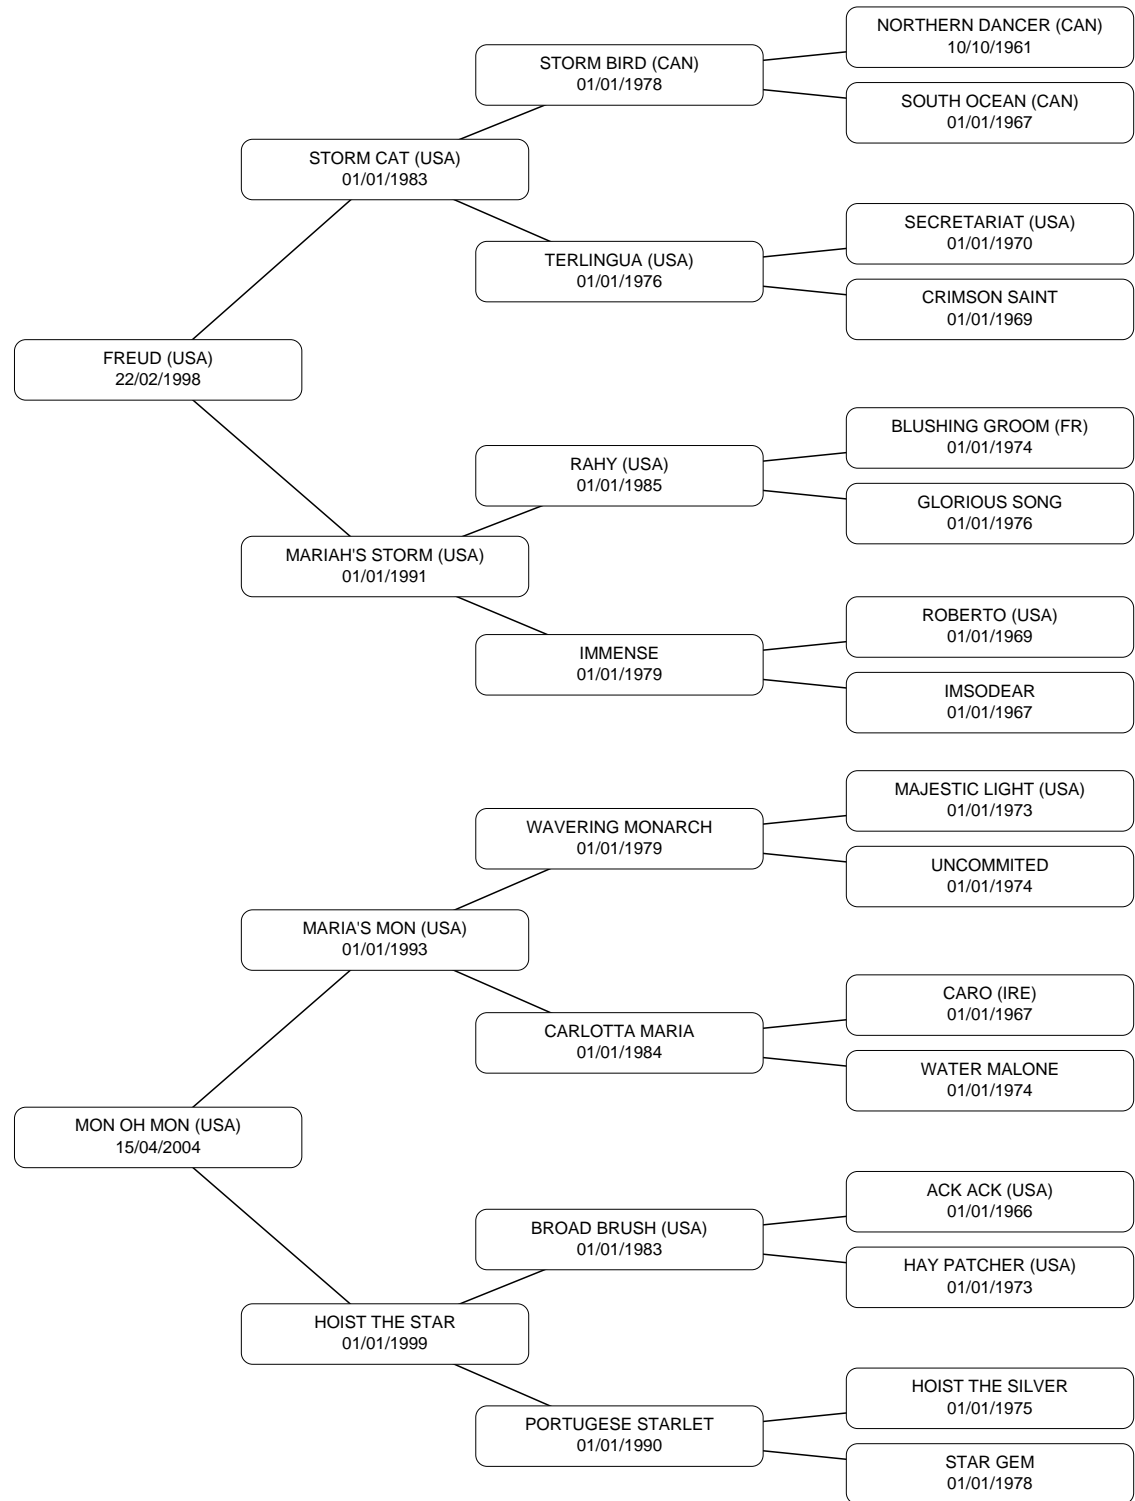 NORTHERN DANCER (CAN)
10/10/1961
STORM BIRD (CAN)
01/01/1978
SOUTH OCEAN (CAN)
01/01/1967
STORM CAT (USA)
01/01/1983
SECRETARIAT (USA)
01/01/1970
TERLINGUA (USA)
01/01/1976
CRIMSON SAINT
01/01/1969
FREUD (USA)
22/02/1998
BLUSHING GROOM (FR)
01/01/1974
RAHY (USA)
01/01/1985
GLORIOUS SONG
01/01/1976
MARIAH'S STORM (USA)
01/01/1991
ROBERTO (USA)
01/01/1969
IMMENSE
01/01/1979
IMSODEAR
01/01/1967
MAJESTIC LIGHT (USA)
01/01/1973
WAVERING MONARCH
01/01/1979
UNCOMMITED
01/01/1974
MARIA'S MON (USA)
01/01/1993
CARO (IRE)
01/01/1967
CARLOTTA MARIA
01/01/1984
WATER MALONE
01/01/1974
MON OH MON (USA)
15/04/2004
ACK ACK (USA)
01/01/1966
BROAD BRUSH (USA)
01/01/1983
HAY PATCHER (USA)
01/01/1973
HOIST THE STAR
01/01/1999
HOIST THE SILVER
01/01/1975
PORTUGESE STARLET
01/01/1990
STAR GEM
01/01/1978